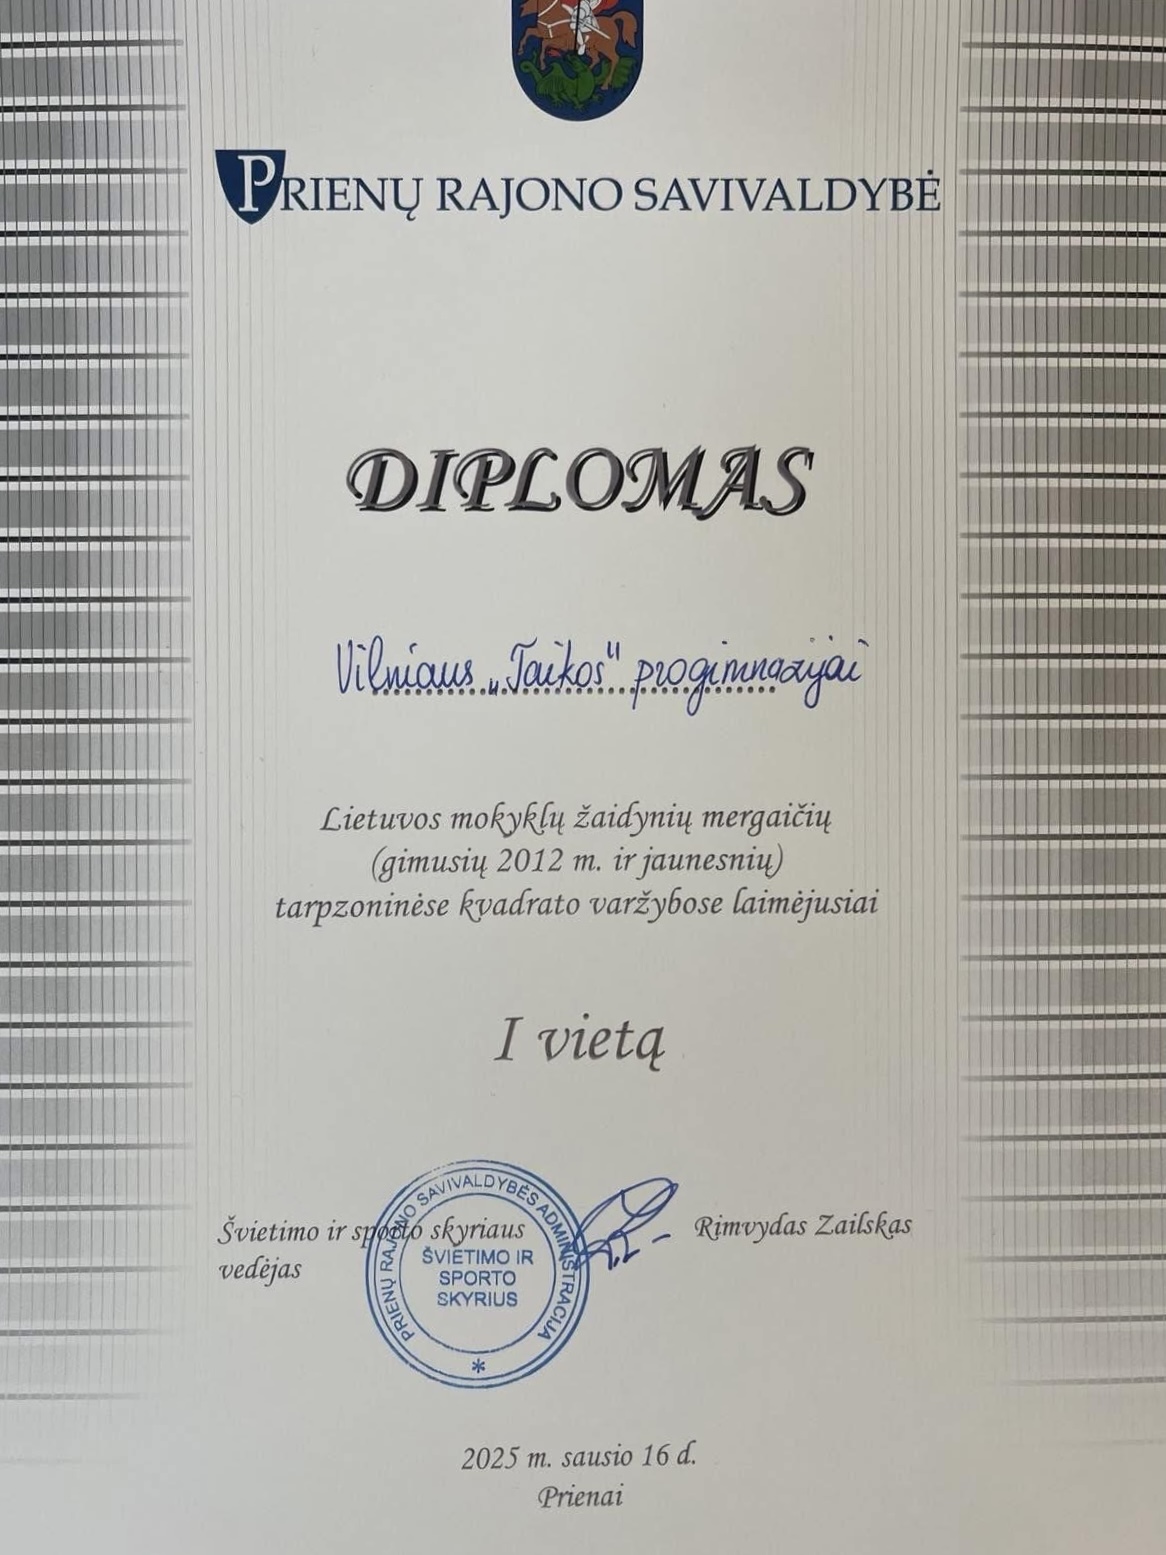 PRIENŲ RAJONO SAVIVALDYBĖ
DIPLOMAS
Vilniaus „Taikos" progimnazijai
Lietuvos mokyklų žaidynių mergaičių
(gimusių 2012 m. ir jaunesnių)
tarpzoninėse kvadrato varžybose laimėjusiai
I vietą
Švietimo ir sporto skyriaus
vedėjas
Rimvydas Zailskas
PRIENŲ RAJONO SAVIVALDYBĖS ADMINISTRACIJA
ŠVIETIMO IR
SPORTO
SKYRIUS
*
2025 m. sausio 16 d.
Prienai